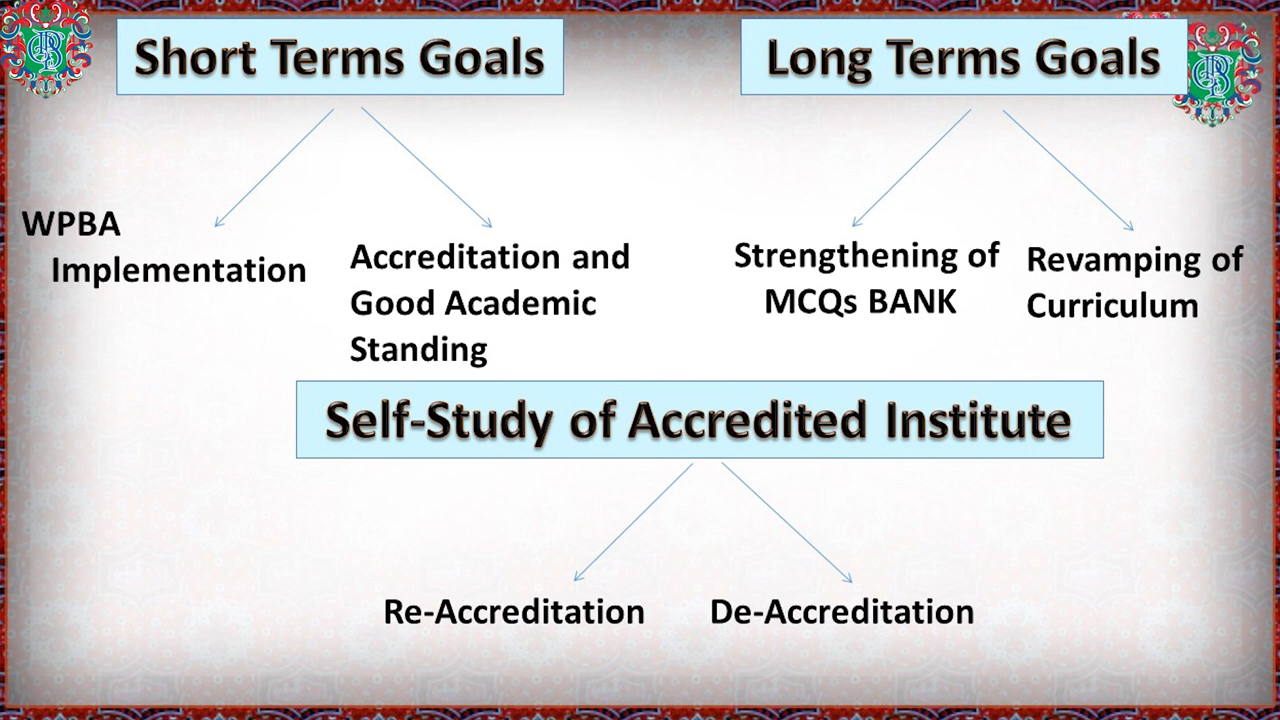 Short Terms Goals
Long Terms Goals
WPBA
Implementation
Accreditation and
Good Academic
Standing
Strengthening of
MCQs BANK
Revamping of
Curriculum
Self-Study of Accredited Institute
Re-Accreditation
De-Accreditation